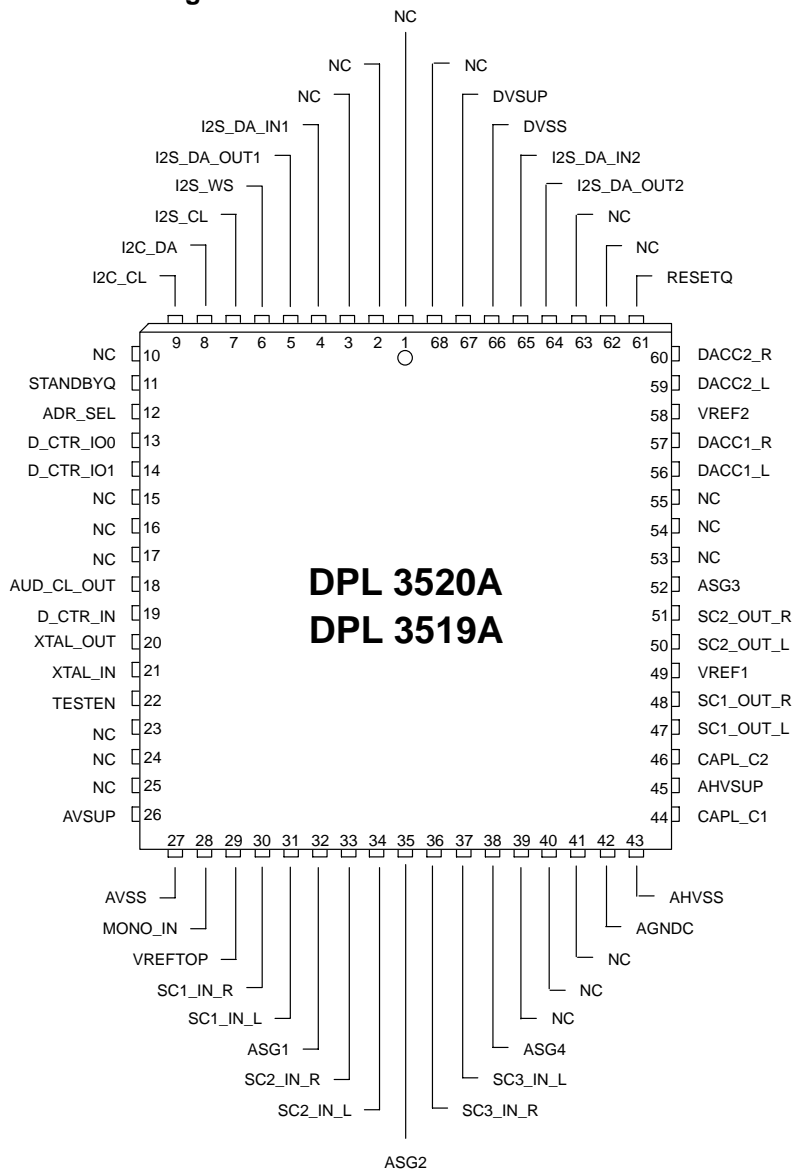 NC
NC
NC
NC
DVSUP
I2S_DA_IN1
DVSS
I2S_DA_OUT1
I2S_DA_IN2
I2S_WS
I2S_DA_OUT2
I2S_CL
NC
I2C_DA
NC
I2C_CL
RESETQ
9 8 7 6 5 4 3 2 1 68 67 66 65 64 63 62 61
NC 10
60 DACC2_R
STANDBYQ 11
59 DACC2_L
ADR_SEL 12
58 VREF2
D_CTR_IO0 13
57 DACC1_R
D_CTR_IO1 14
56 DACC1_L
NC 15
55 NC
NC 16
54 NC
NC 17
53 NC
DPL 3520A
AUD_CL_OUT 18
52 ASG3
DPL 3519A
D_CTR_IN 19
51 SC2_OUT_R
XTAL_OUT 20
50 SC2_OUT_L
XTAL_IN 21
49 VREF1
TESTEN 22
48 SC1_OUT_R
NC 23
47 SC1_OUT_L
NC 24
46 CAPL_C2
NC 25
45 AHVSUP
AVSUP 26
44 CAPL_C1
27 28 29 30 31 32 33 34 35 36 37 38 39 40 41 42 43
AVSS
AHVSS
MONO_IN
AGNDC
VREFTOP
NC
SC1_IN_R
NC
SC1_IN_L
NC
ASG1
ASG4
SC2_IN_R
SC3_IN_L
SC2_IN_L
SC3_IN_R
ASG2